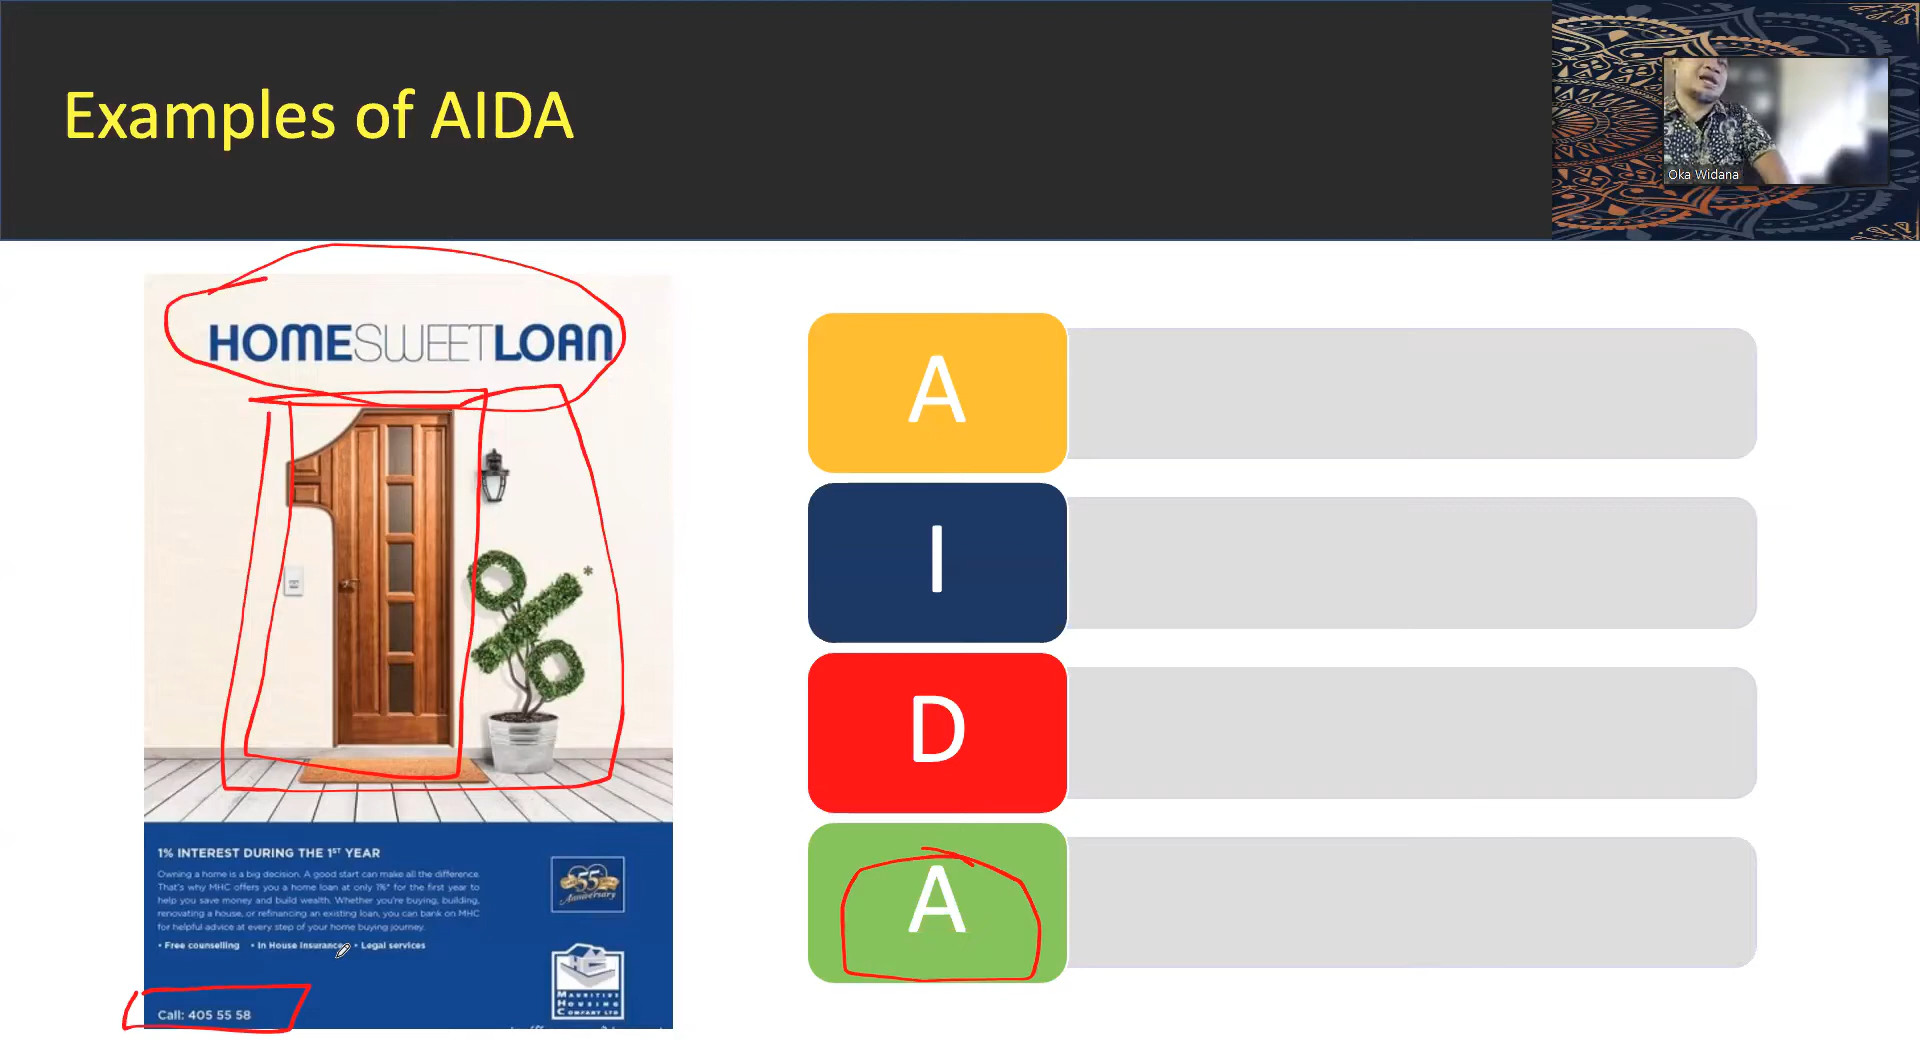 Examples of AIDA
Oka Widana
HOMESWEETLOAN
*
1% INTEREST DURING THE 1ST YEAR
Owning a home is a big decision. A good start can make all the difference.
That's why MHC offers you a home loan at only 1%* for the first year to
help you save money and build wealth. Whether you're buying, building,
renovating a house, or refinancing an existing loan, you can bank on MHC
for helpful advice at every step of your home buying journey.
• Free counselling • In House Insurance • Legal services
Call: 405 55 58
55
Anniversary
MAURITIUS
HOUSING
COMPANY LTD
A
I
D
A